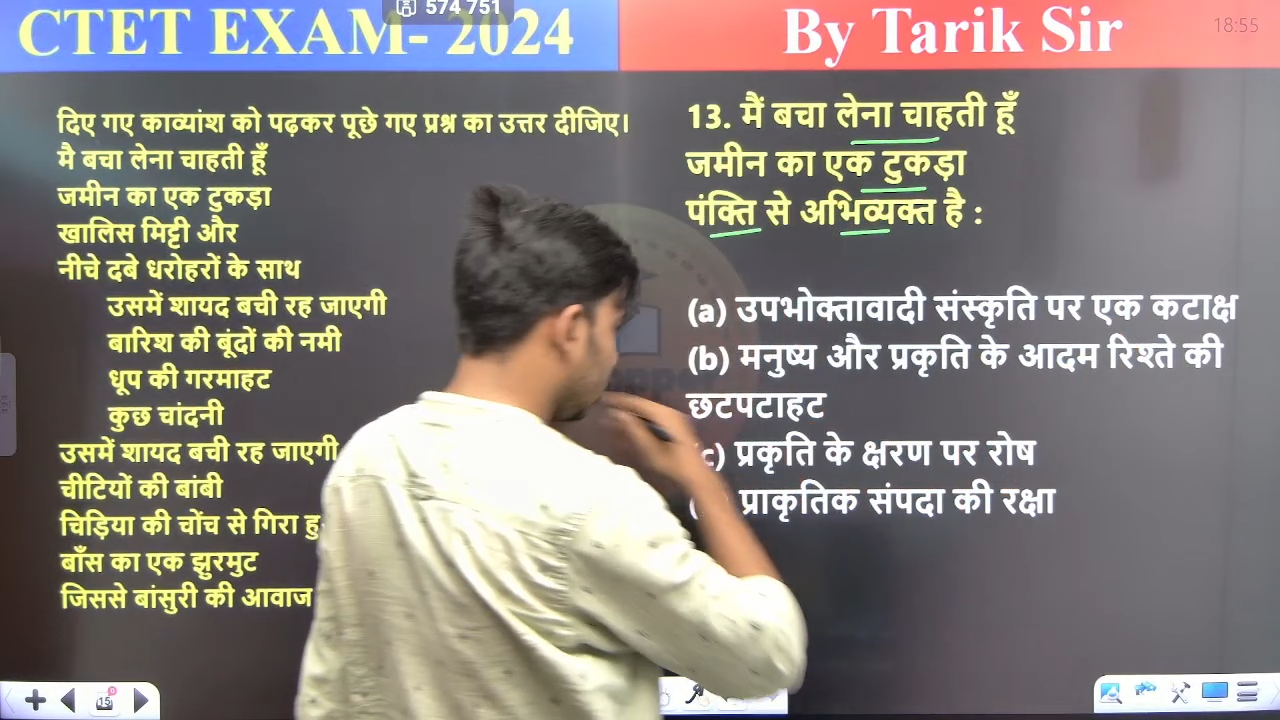 574 751
CTET EXAM- 2024
By Tarik Sir
18:55
दिए गए काव्यांश को पढ़कर पूछे गए प्रश्न का उत्तर दीजिए।
मै बचा लेना चाहती हूँ
जमीन का एक टुकड़ा
खालिस मिट्टी और
नीचे दबे धरोहरों के साथ
उसमें शायद बची रह जाएगी
बारिश की बूंदों की नमी
धूप की गरमाहट
कुछ चांदनी
उसमें शायद बची रह जाएगी
चीटियों की बांबी
चिड़िया की चोंच से गिरा
बाँस का एक झुरमुट
जिससे बांसुरी की आवाज
13. मैं बचा लेना चाहती हूँ
जमीन का एक टुकड़ा
पंक्ति से अभिव्यक्त है :
(a) उपभोक्तावादी संस्कृति पर एक कटाक्ष
(b) मनुष्य और प्रकृति के आदम रिश्ते की
छटपटाहट
c) प्रकृति के क्षरण पर रोष
प्राकृतिक संपदा की रक्षा
15